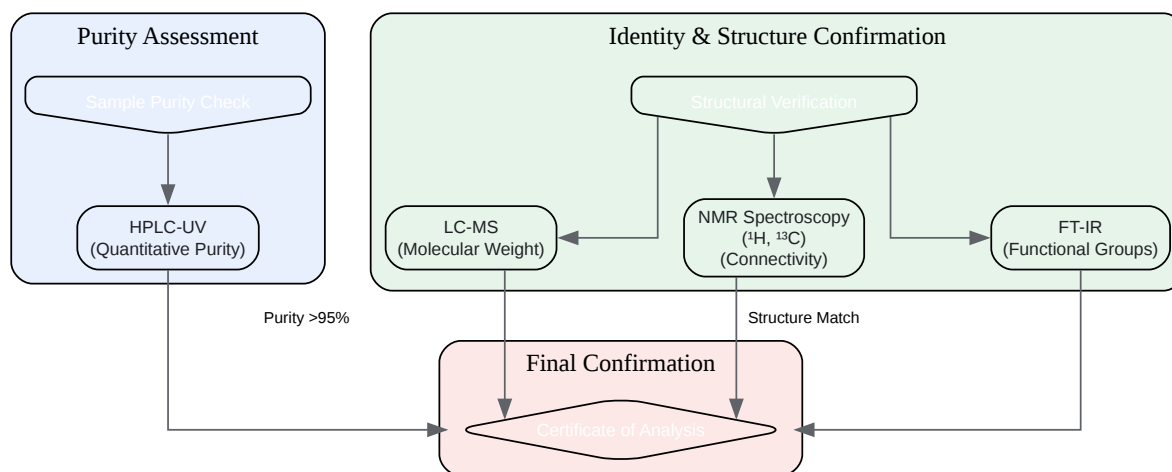 Purity Assessment
Sample Purity Check
HPLC-UV
(Quantitative Purity)
Identity & Structure Confirmation
Structural Verification
LC-MS
(Molecular Weight)
NMR Spectroscopy
(¹H, ¹³C)
(Connectivity)
FT-IR
(Functional Groups)
Purity >95%
Structure Match
Final Confirmation
Certificate of Analysis